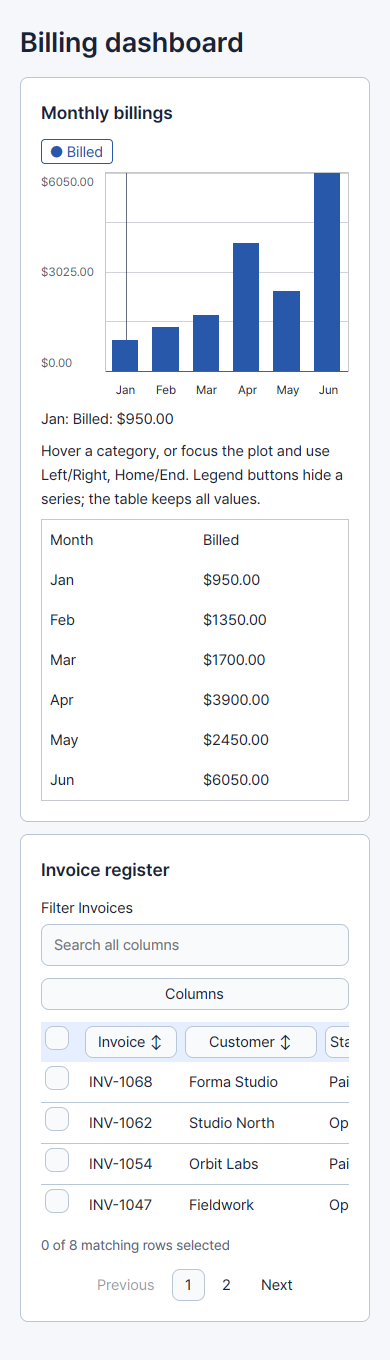 Billing dashboard
Monthly billings
Billed
$6050.00
$3025.00
$0.00
Jan Feb Mar Apr May Jun
Jan: Billed: $950.00
Hover a category, or focus the plot and use
Left/Right, Home/End. Legend buttons hide a
series; the table keeps all values.
Month Billed
Jan $950.00
Feb $1350.00
Mar $1700.00
Apr $3900.00
May $2450.00
Jun $6050.00
Invoice register
Filter Invoices
Search all columns
Columns
Invoice Customer Sta
INV-1068 Forma Studio Pai
INV-1062 Studio North Op
INV-1054 Orbit Labs Pai
INV-1047 Fieldwork Op
0 of 8 matching rows selected
Previous 1 2 Next